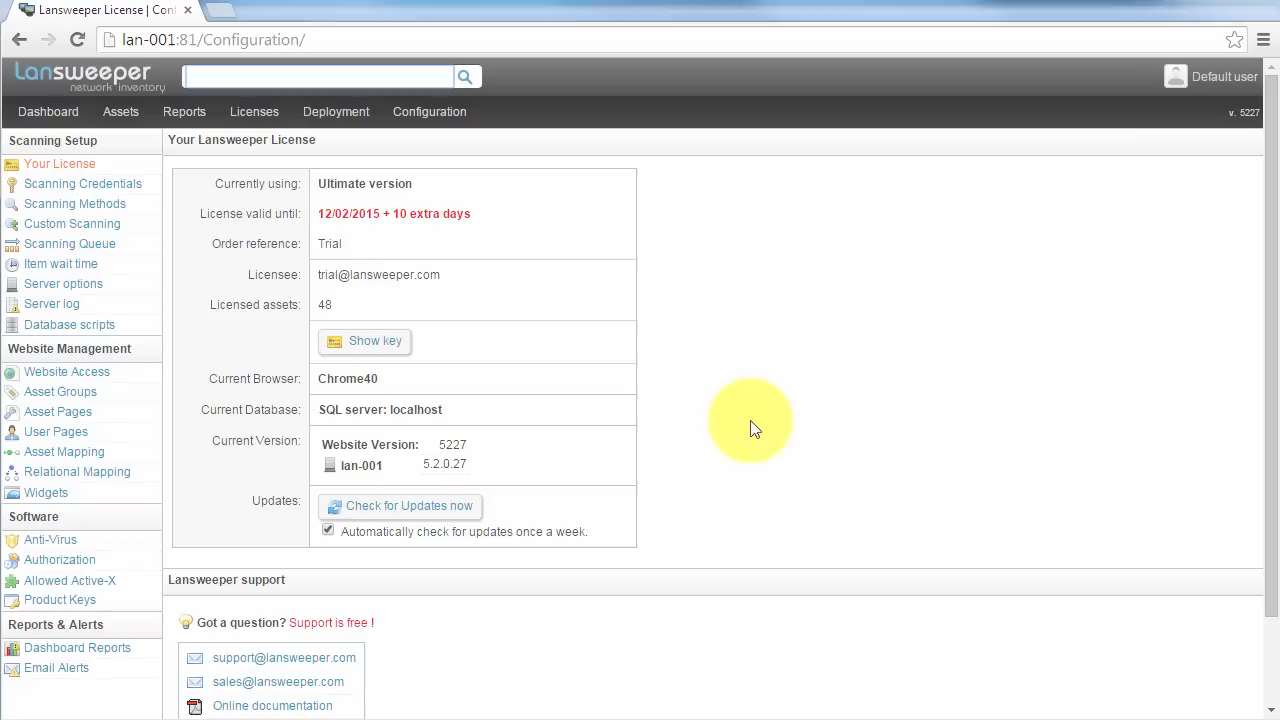 Lansweeper License | Con
lan-001:81/Configuration/
lansweeper
network inventory
Default user
Dashboard Assets Reports Licenses Deployment Configuration
v. 5227
Scanning Setup
Your License
Scanning Credentials
Scanning Methods
Custom Scanning
Scanning Queue
Item wait time
Server options
Server log
Database scripts
Website Management
Website Access
Asset Groups
Asset Pages
User Pages
Asset Mapping
Relational Mapping
Widgets
Software
Anti-Virus
Authorization
Allowed Active-X
Product Keys
Reports & Alerts
Dashboard Reports
Email Alerts
Your Lansweeper License
Currently using: Ultimate version
License valid until: 12/02/2015 + 10 extra days
Order reference: Trial
Licensee: trial@lansweeper.com
Licensed assets: 48
Show key
Current Browser: Chrome40
Current Database: SQL server: localhost
Current Version: Website Version: 5227
lan-001 5.2.0.27
Updates: Check for Updates now
Automatically check for updates once a week.
Lansweeper support
Got a question? Support is free !
support@lansweeper.com
sales@lansweeper.com
Online documentation